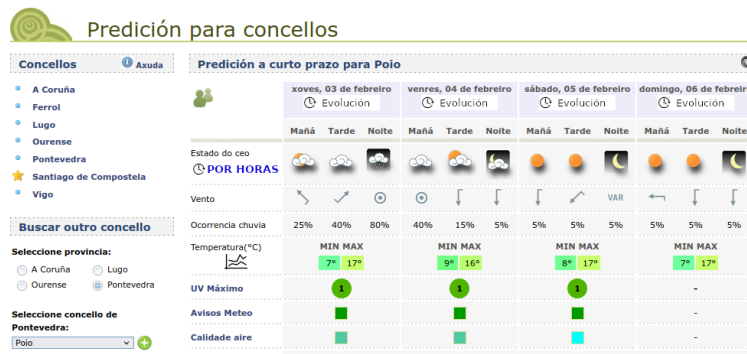 Predición para concellos
Concellos
Axuda
A Coruña
Ferrol
Lugo
Ourense
Pontevedra
Santiago de Compostela
Vigo
Buscar outro concello
Seleccione provincia:
A Coruña Lugo
Ourense Pontevedra
Seleccione concello de
Pontevedra:
Poio
Predición a curto prazo para Poio
xoves, 03 de febreiro venres, 04 de febreiro sábado, 05 de febreiro domingo, 06 de febreiro
Evolución Evolución Evolución Evolución
Mañá Tarde Noite Mañá Tarde Noite Mañá Tarde Noite Mañá Tarde Noite
Estado do ceo
POR HORAS
Vento VAR
Ocorrencia chuvia 25% 40% 80% 40% 15% 5% 5% 5% 5% 5% 5% 5%
Temperatura(°C) MIN MAX MIN MAX MIN MAX MIN MAX
7° 17° 9° 16° 8° 17° 7° 17°
UV Máximo 1 1 1 -
Avisos Meteo -
Calidade aire -